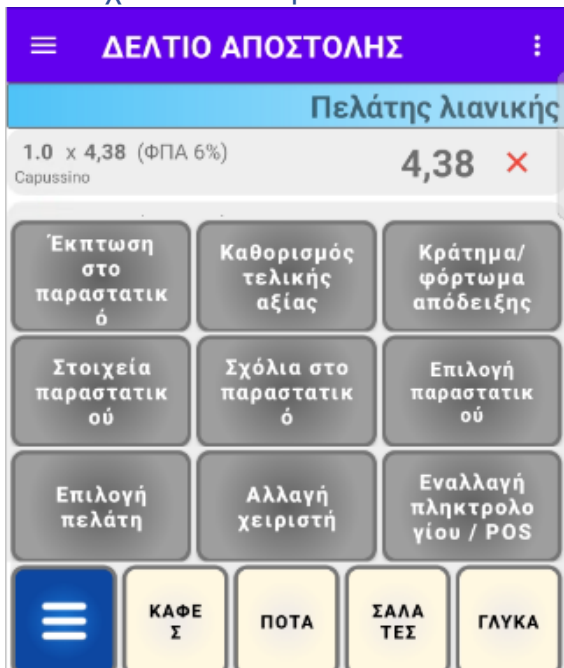 ΔΕΛΤΙΟ ΑΠΟΣΤΟΛΗΣ
Πελάτης λιανικής
1.0 x 4,38 (ΦΠΑ 6%)
4,38
Capussino
Έκπτωση
στο
παραστατικ
ό
Καθορισμός
τελικής
αξίας
Κράτημα/
φόρτωμα
απόδειξης
Στοιχεία
παραστατικ
ού
Σχόλια στο
παραστατικ
ό
Επιλογή
παραστατικ
ού
Επιλογή
πελάτη
Αλλαγή
χειριστή
Εναλλαγή
πληκτρολο
γίου / POS
ΚΑΦΕ
Σ
ΠΟΤΑ
ΣΑΛΑ
ΤΕΣ
ΓΛΥΚΑ